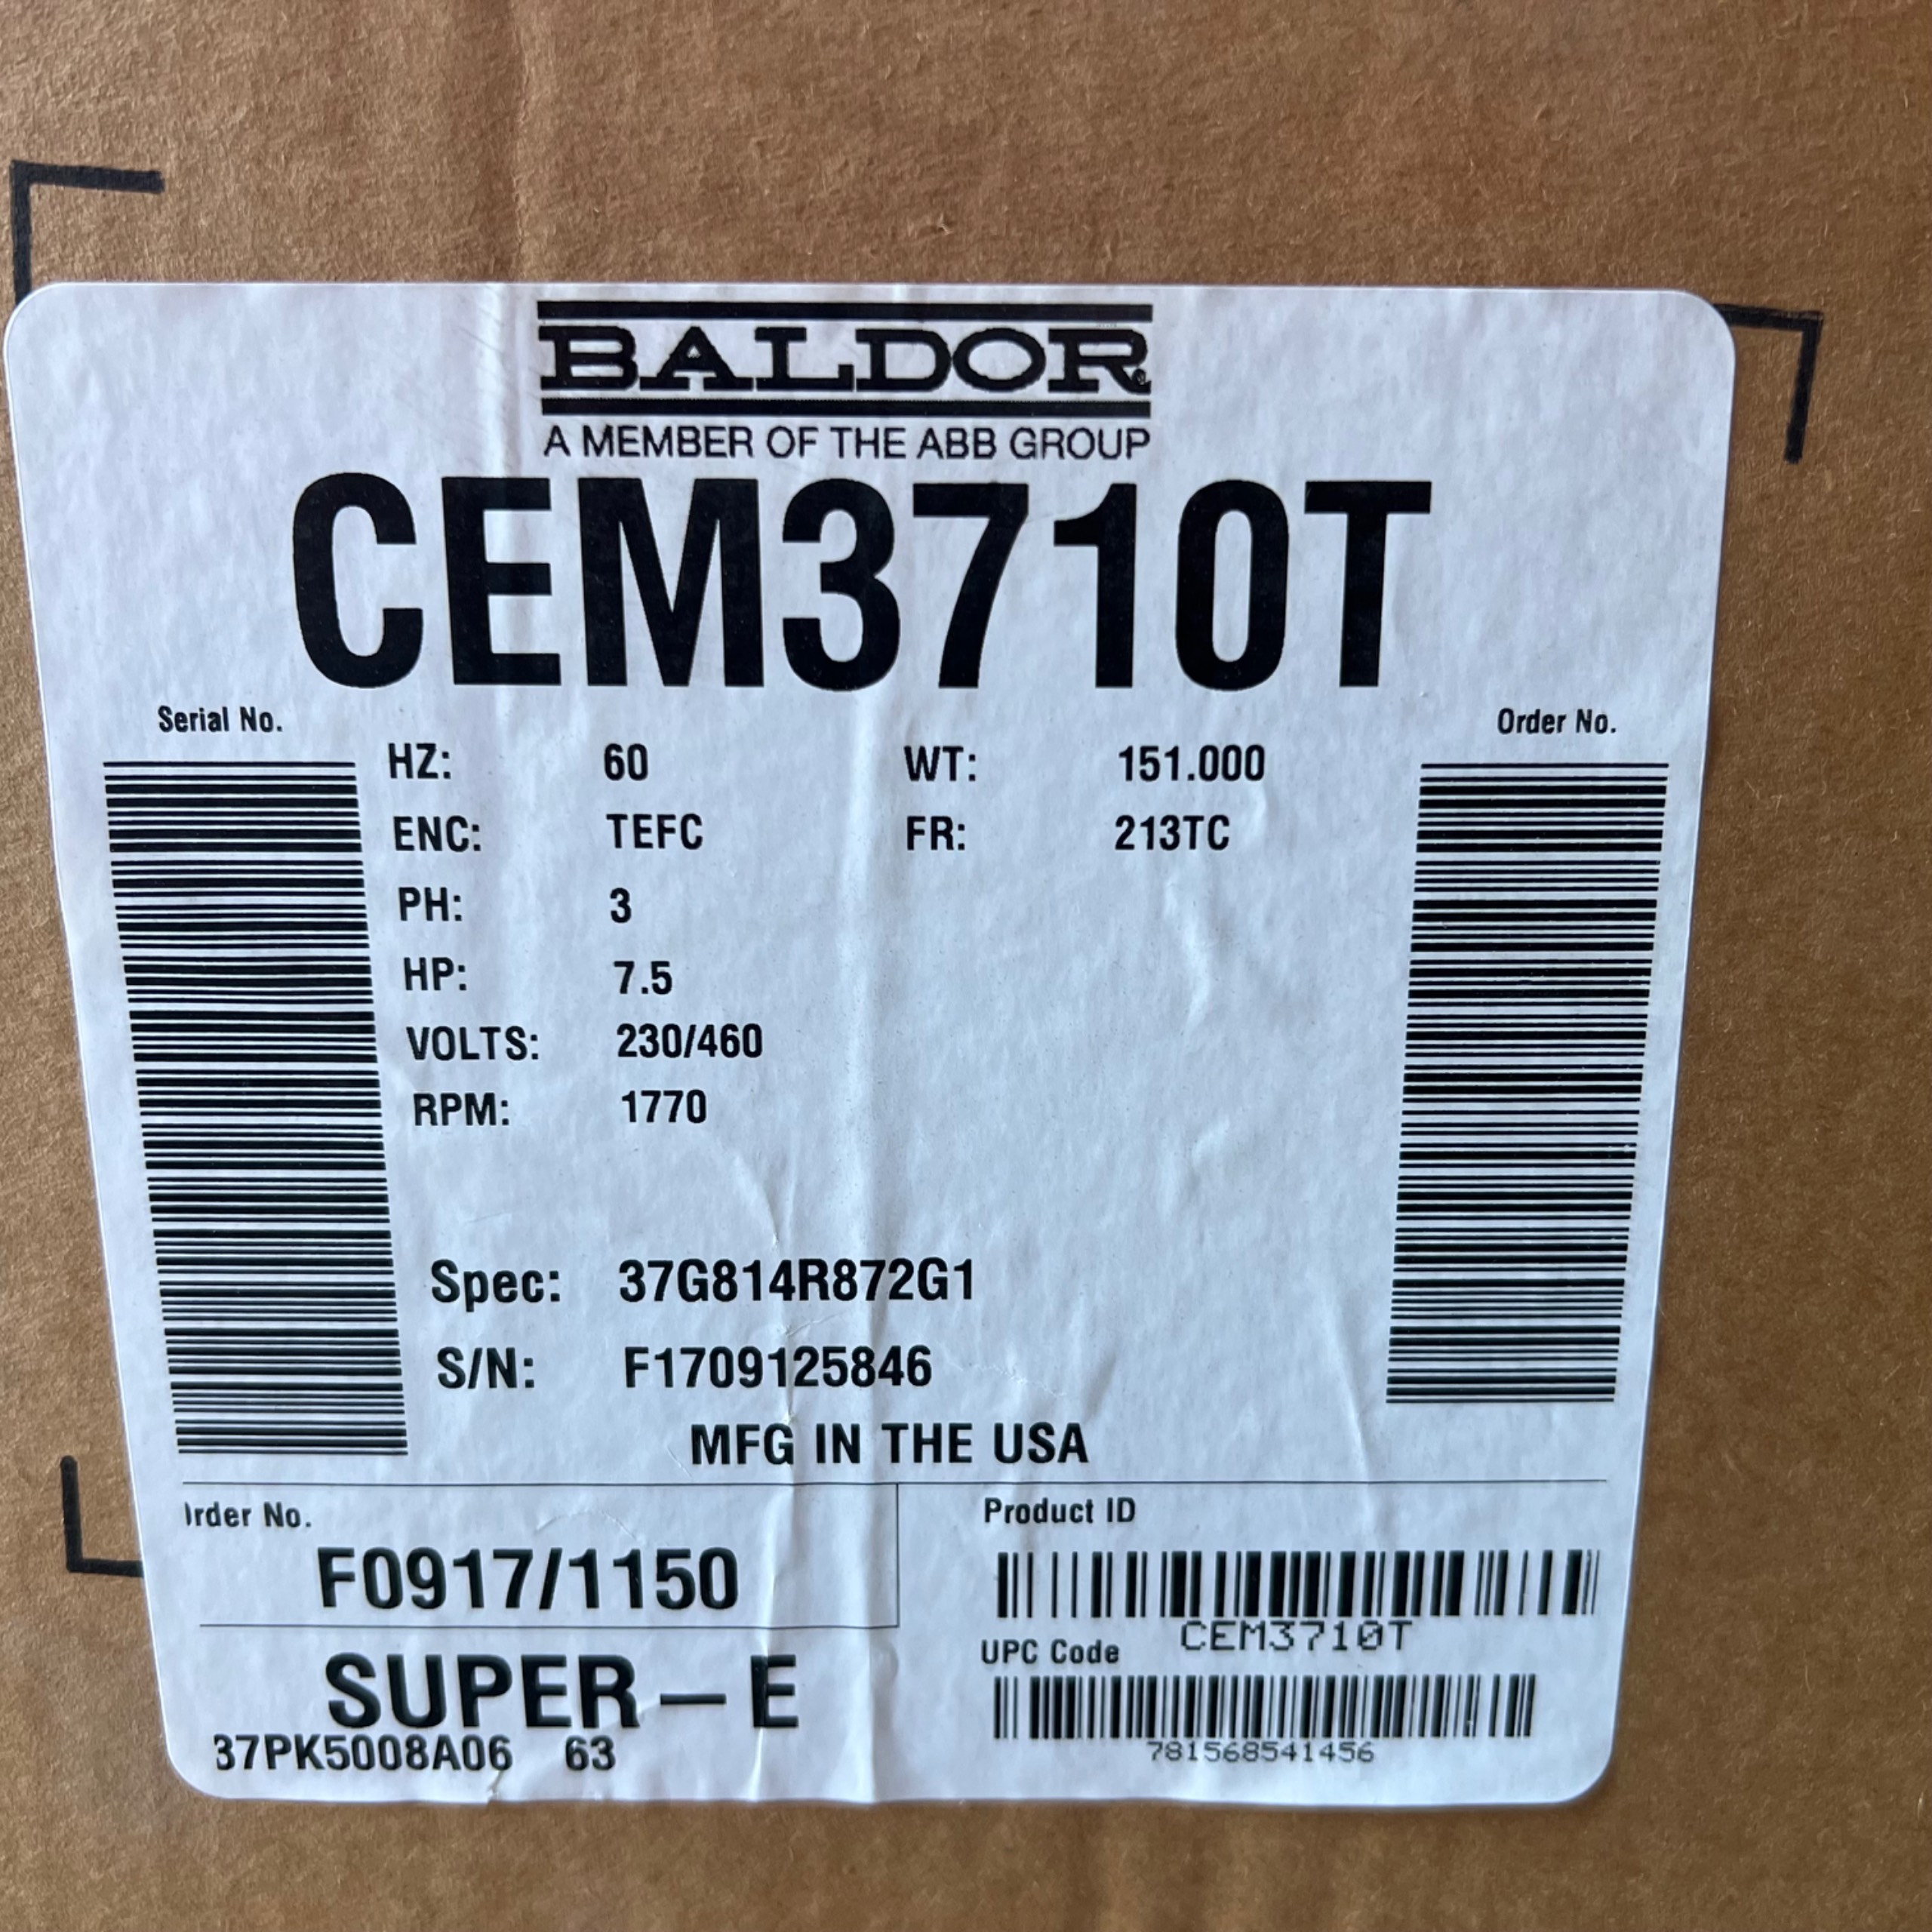 BALDOR
A MEMBER OF THE ABB GROUP
CEM3710T
Serial No.
Order No.
HZ: 60 WT: 151.000
ENC: TEFC FR: 213TC
PH: 3
HP: 7.5
VOLTS: 230/460
RPM: 1770
Spec: 37G814R872G1
S/N: F1709125846
MFG IN THE USA
rder No.
F0917/1150
Product ID
CEM3710T
SUPER-E
UPC Code
37PK5008A06 63
781568541456